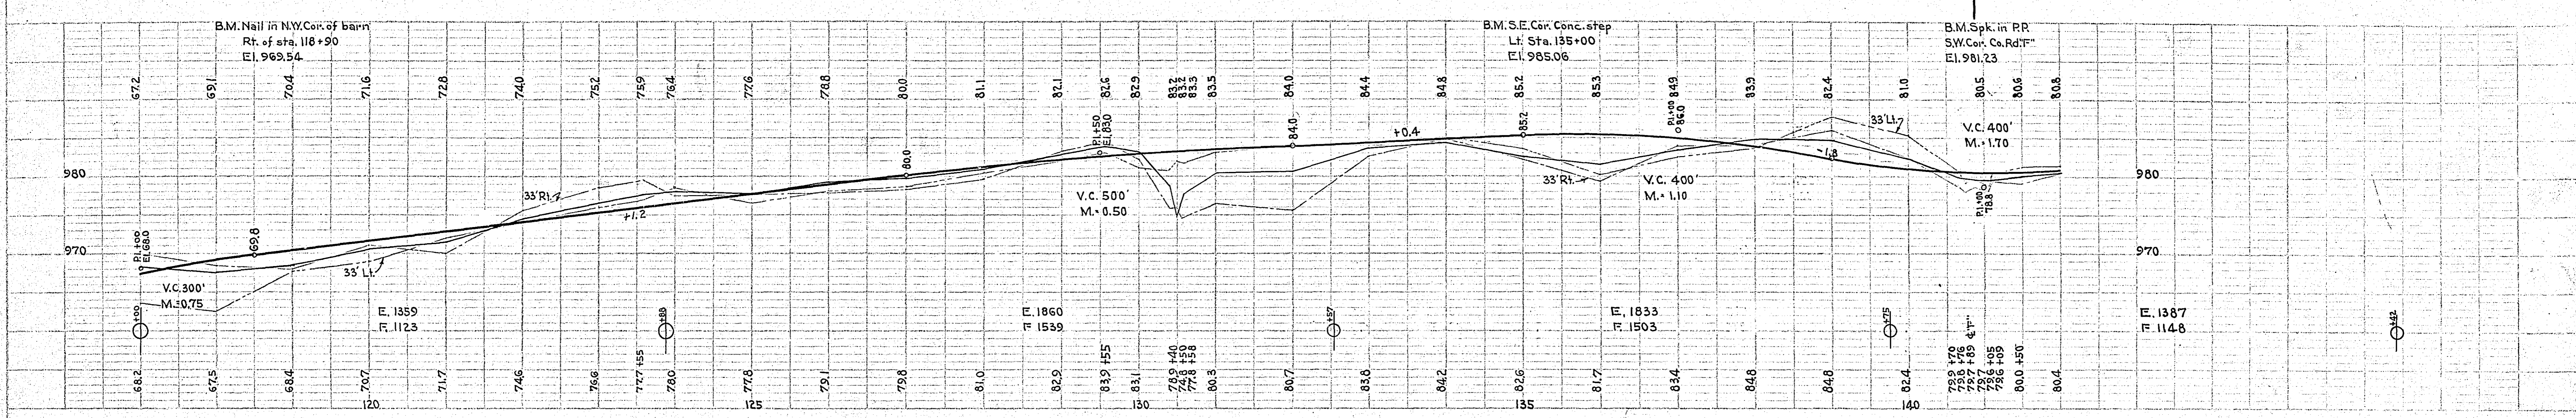 B.M. Nail in N.W. Cor. of barn
Rt. of sta. 118+90
El. 969.54
B.M. S.E. Cor. Conc. step
Lt. Sta. 135+00
El. 985.06
B.M. Spk. in P.P.
S.W. Cor. Co. Rd. "F"
El. 981.23
67.2
69.1
70.4
71.6
72.8
74.0
75.2
75.9
76.4
77.6
78.8
80.0
81.1
82.1
82.6
82.9
83.2
83.2
83.3
83.5
84.0
84.4
84.8
85.2
85.3
84.9
83.9
82.4
81.0
80.5
80.6
80.8
P.I. +50
El. 83.0
84.0
+0.4
85.2
P.I. +00
86.0
33' Lt.
V.C. 400'
M. = 1.70
-1.8
980
33' Rt.
80.0
V.C. 500'
M. = 0.50
33' Rt.
V.C. 400'
M. = 1.10
980
+1.2
P.I. +00
78.8
P.I. +00
El. 68.0
69.8
970
33' Lt.
970
V.C. 300'
M. = 0.75
+00
E. 1359
F. 1123
+88
E. 1860
F. 1539
+57
E. 1833
F. 1503
+75
E. 1387
F. 1148
+42
68.2
67.5
68.4
70.7
71.7
74.6
76.6
77.7 +55
78.0
77.8
79.1
79.8
81.0
82.9
83.9 +55
83.1
78.9 +40
74.8 +50
77.8 +58
80.3
80.7
83.8
84.2
82.6
81.7
83.4
84.8
84.8
82.4
79.9 +70
79.8 +76
79.7 +89 ℄ "F"
79.7
79.6 +05
79.6 +09
80.0 +50
80.4
120
125
130
135
140